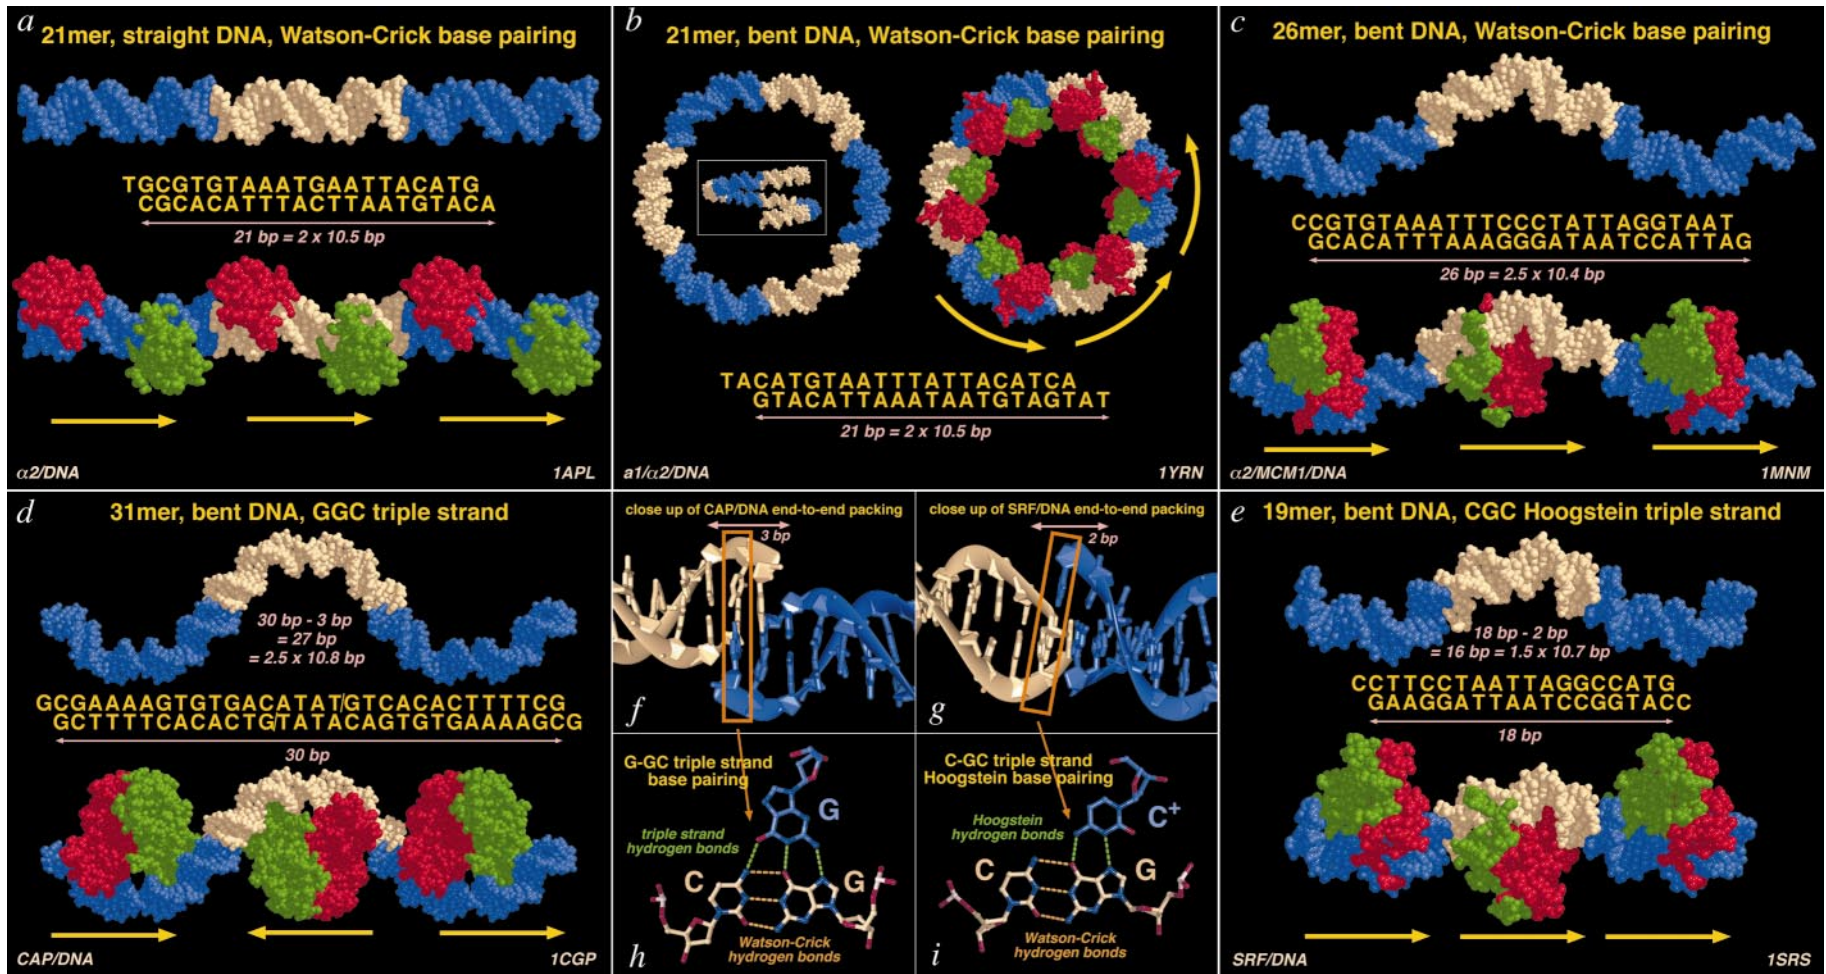 a
21mer, straight DNA, Watson-Crick base pairing
TGCGTGTAAATGAATTACATG
CGCACATTTACTTAATGTACA
21 bp = 2 x 10.5 bp
α2/DNA
1APL
b
21mer, bent DNA, Watson-Crick base pairing
TACATGTAATTTATTACATCA
GTACATTAAATAATGTAGTAT
21 bp = 2 x 10.5 bp
a1/α2/DNA
1YRN
c
26mer, bent DNA, Watson-Crick base pairing
CCGTGTAAATTTCCCTATTAGGTAAT
GCACATTTAAAGGGATAATCCATTAG
26 bp = 2.5 x 10.4 bp
α2/MCM1/DNA
1MNM
d
31mer, bent DNA, GGC triple strand
30 bp - 3 bp
= 27 bp
= 2.5 x 10.8 bp
GCGAAAAGTGTGACATAT/GTCACACTTTTCG
GCTTTTCACACTG/TATACAGTGTGAAAAGCG
30 bp
CAP/DNA
1CGP
close up of CAP/DNA end-to-end packing
3 bp
f
close up of SRF/DNA end-to-end packing
2 bp
g
G-GC triple strand
base pairing
G
triple strand
hydrogen bonds
C
G
Watson-Crick
hydrogen bonds
h
C-GC triple strand
Hoogstein base pairing
C+
Hoogstein
hydrogen bonds
C
G
Watson-Crick
hydrogen bonds
i
e
19mer, bent DNA, CGC Hoogstein triple strand
18 bp - 2 bp
= 16 bp = 1.5 x 10.7 bp
CCTTCCTAATTAGGCCATG
GAAGGATTAATCCGGTACC
18 bp
SRF/DNA
1SRS